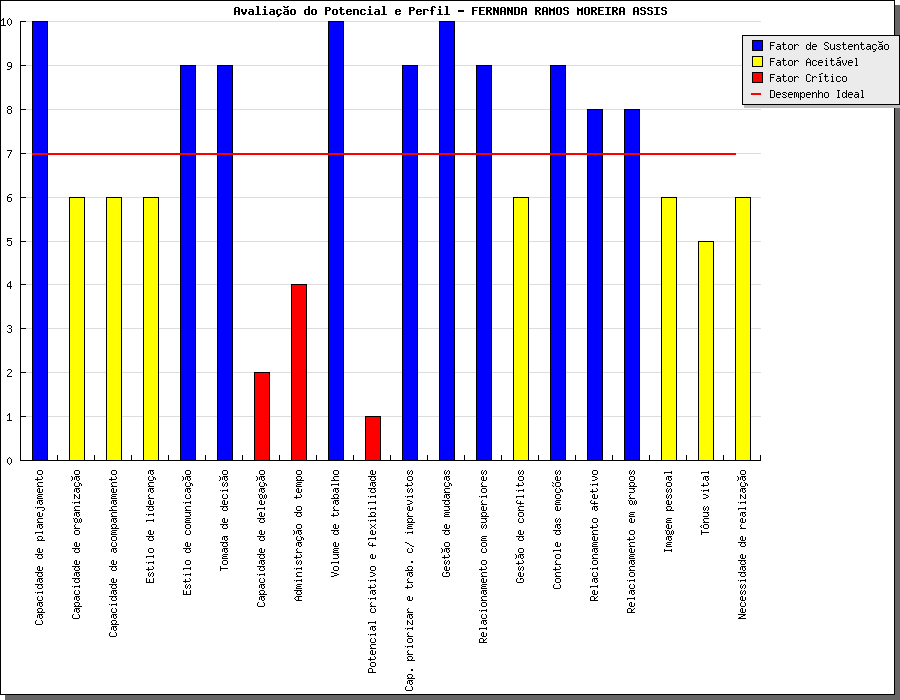 Avaliação do Potencial e Perfil - FERNANDA RAMOS MOREIRA ASSIS
Fator de Sustentação
Fator Aceitável
Fator Crítico
Desempenho Ideal
10
9
8
7
6
5
4
3
2
1
0
Capacidade de planejamento
Capacidade de organização
Capacidade de acompanhamento
Estilo de liderança
Estilo de comunicação
Tomada de decisão
Capacidade de delegação
Administração do tempo
Volume de trabalho
Potencial criativo e flexibilidade
Cap. priorizar e trab. c/ imprevistos
Gestão de mudanças
Relacionamento com superiores
Gestão de conflitos
Controle das emoções
Relacionamento afetivo
Relacionamento em grupos
Imagem pessoal
Tônus vital
Necessidade de realização